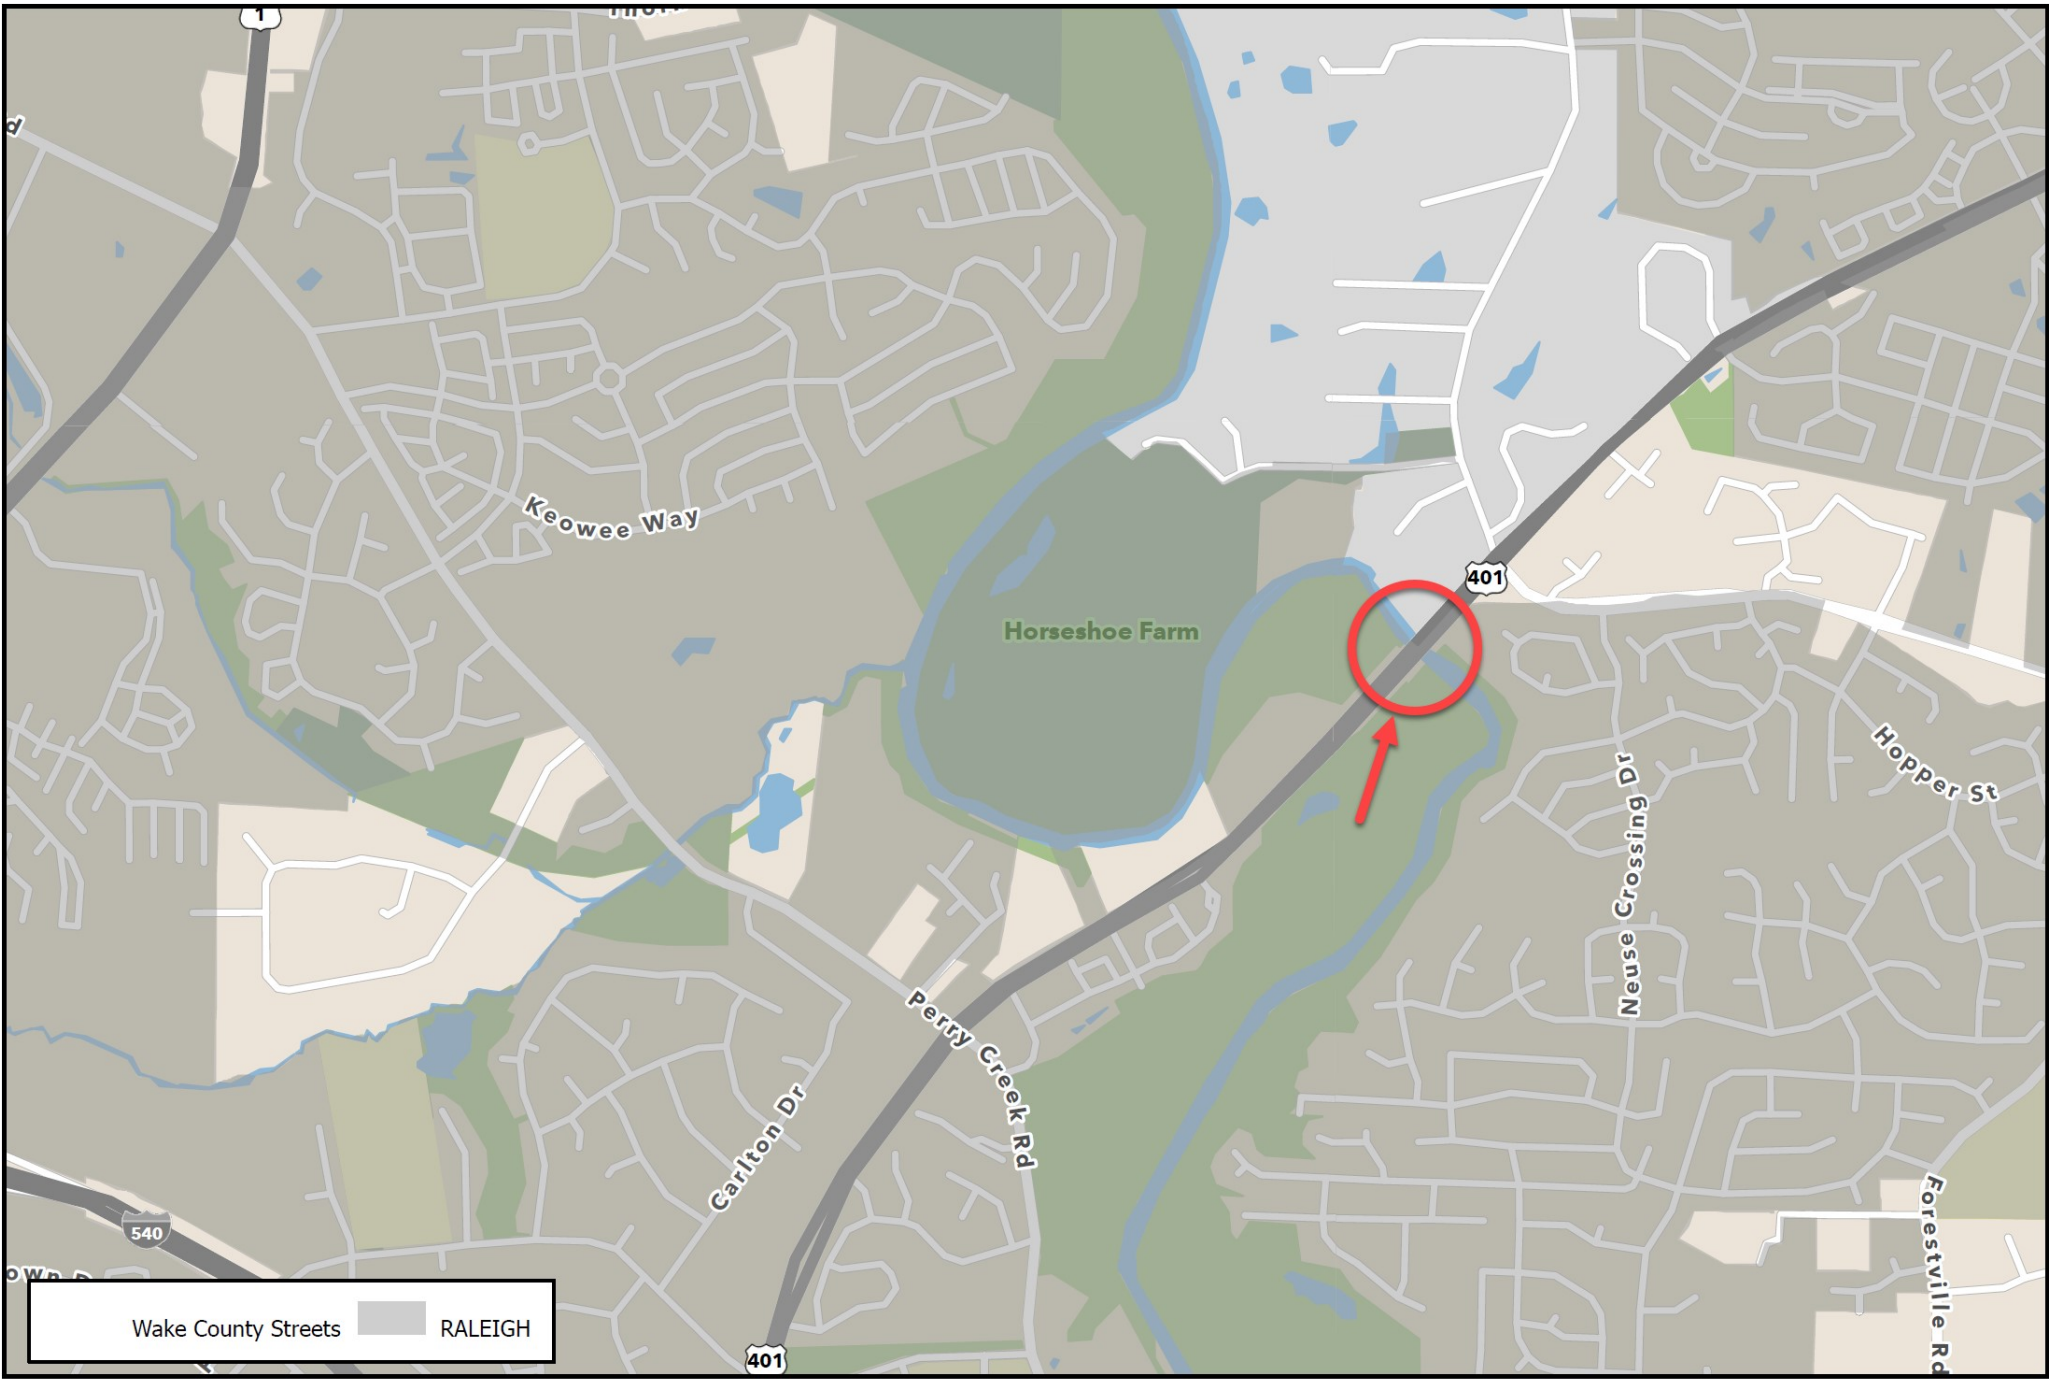 1
Keowee Way
401
Horseshoe Farm
Hopper St
Neuse Crossing Dr
Perry Creek Rd
Carlton Dr
Forestville Rd
540
Wake County Streets
RALEIGH
401